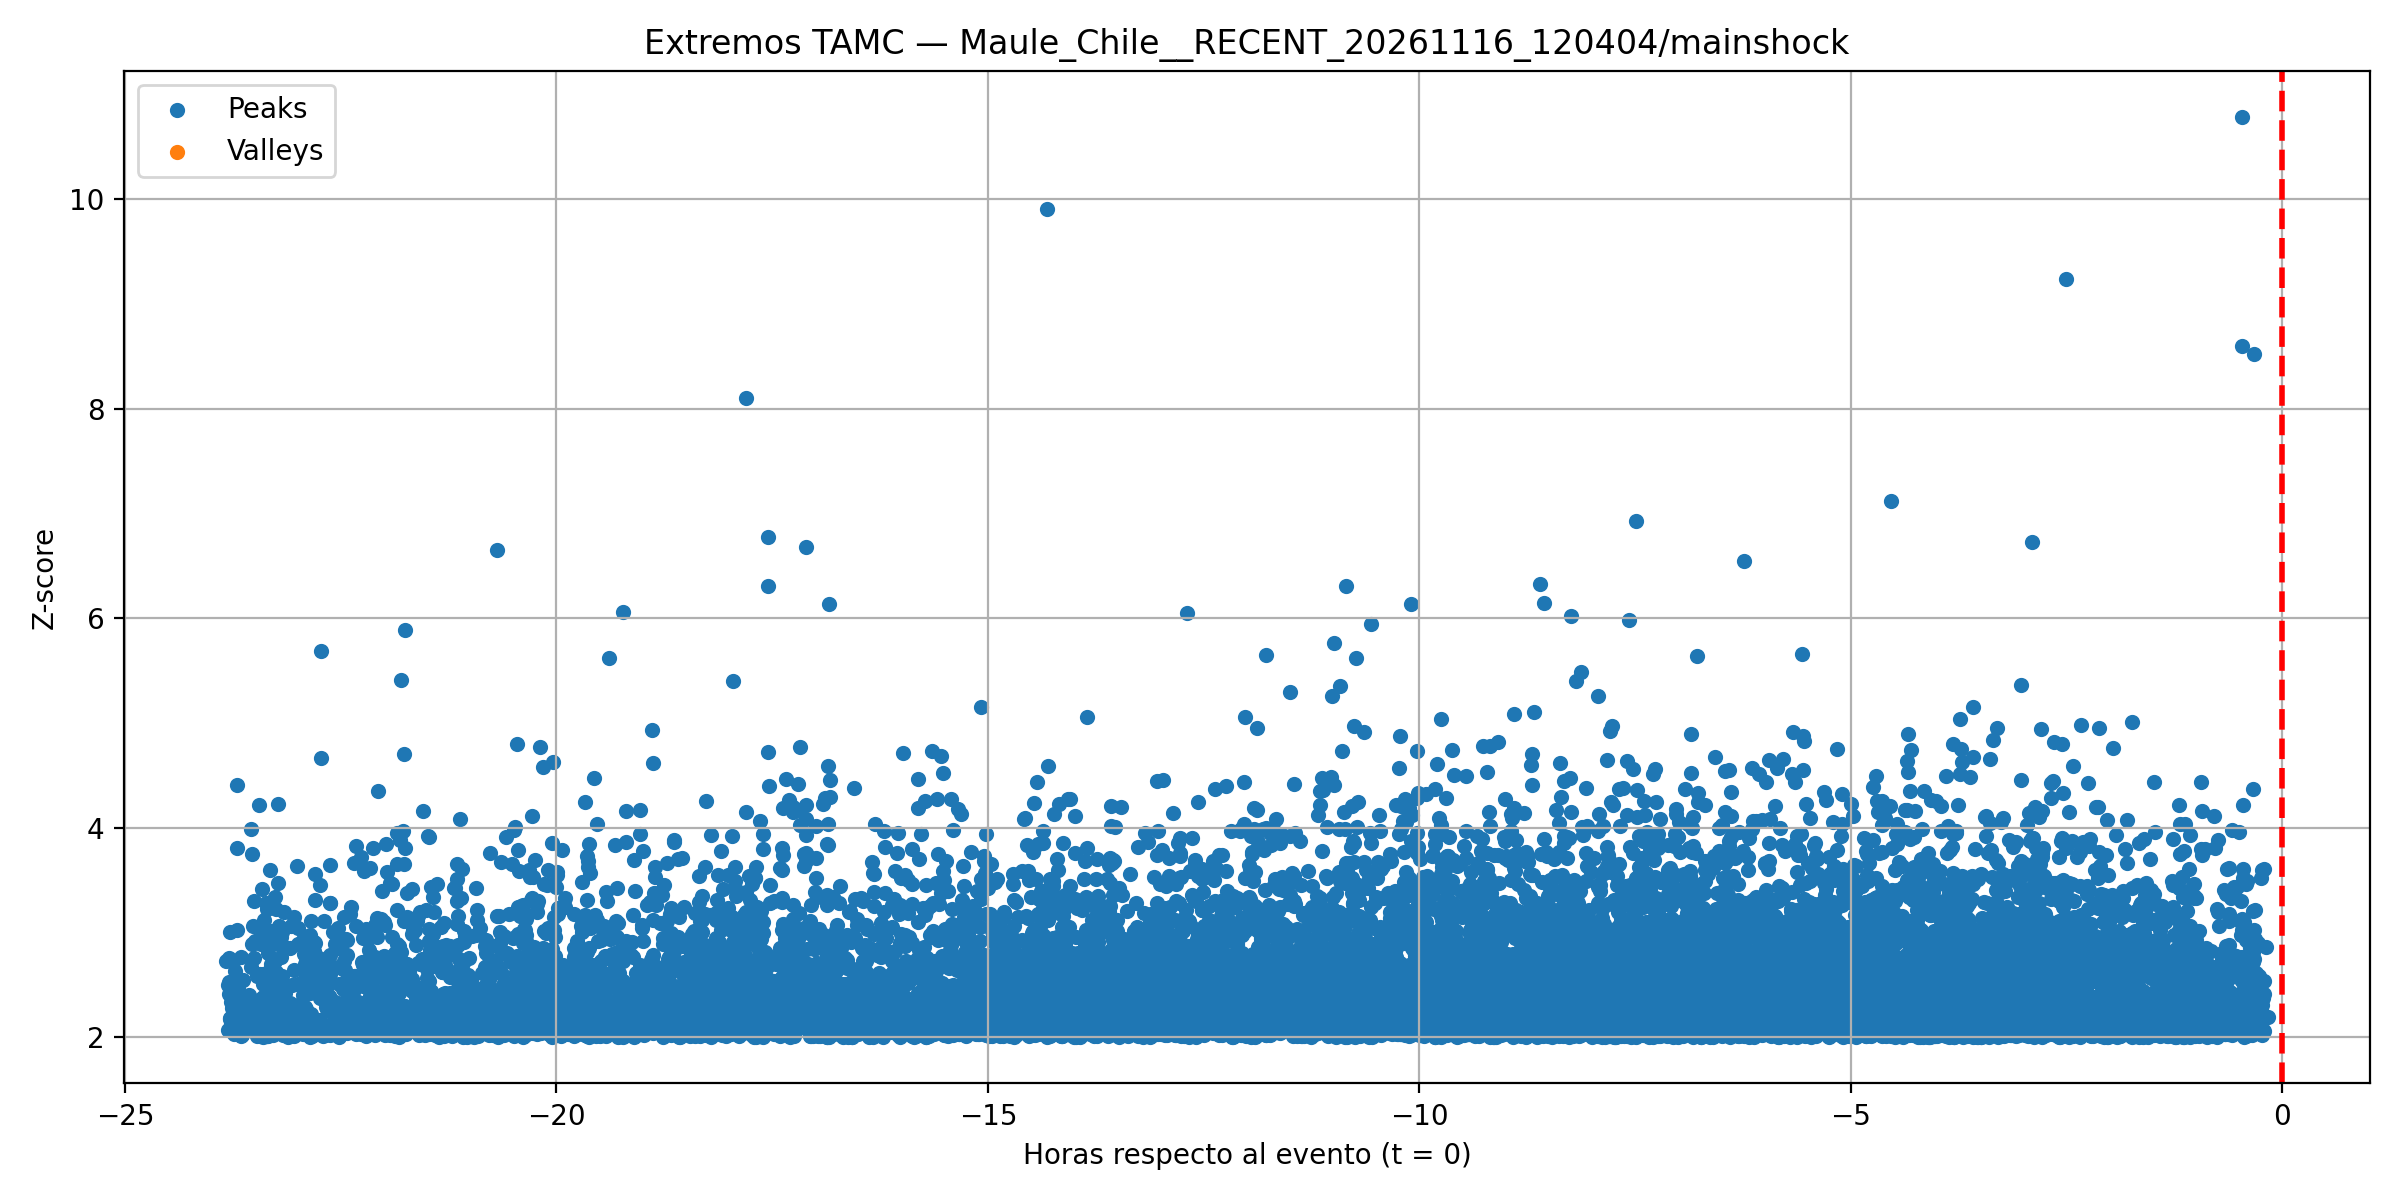 Extremos TAMC — Maule_Chile__RECENT_20261116_120404/mainshock
Peaks
Valleys
10
8
6
4
2
Z-score
−25
−20
−15
−10
−5
0
Horas respecto al evento (t = 0)